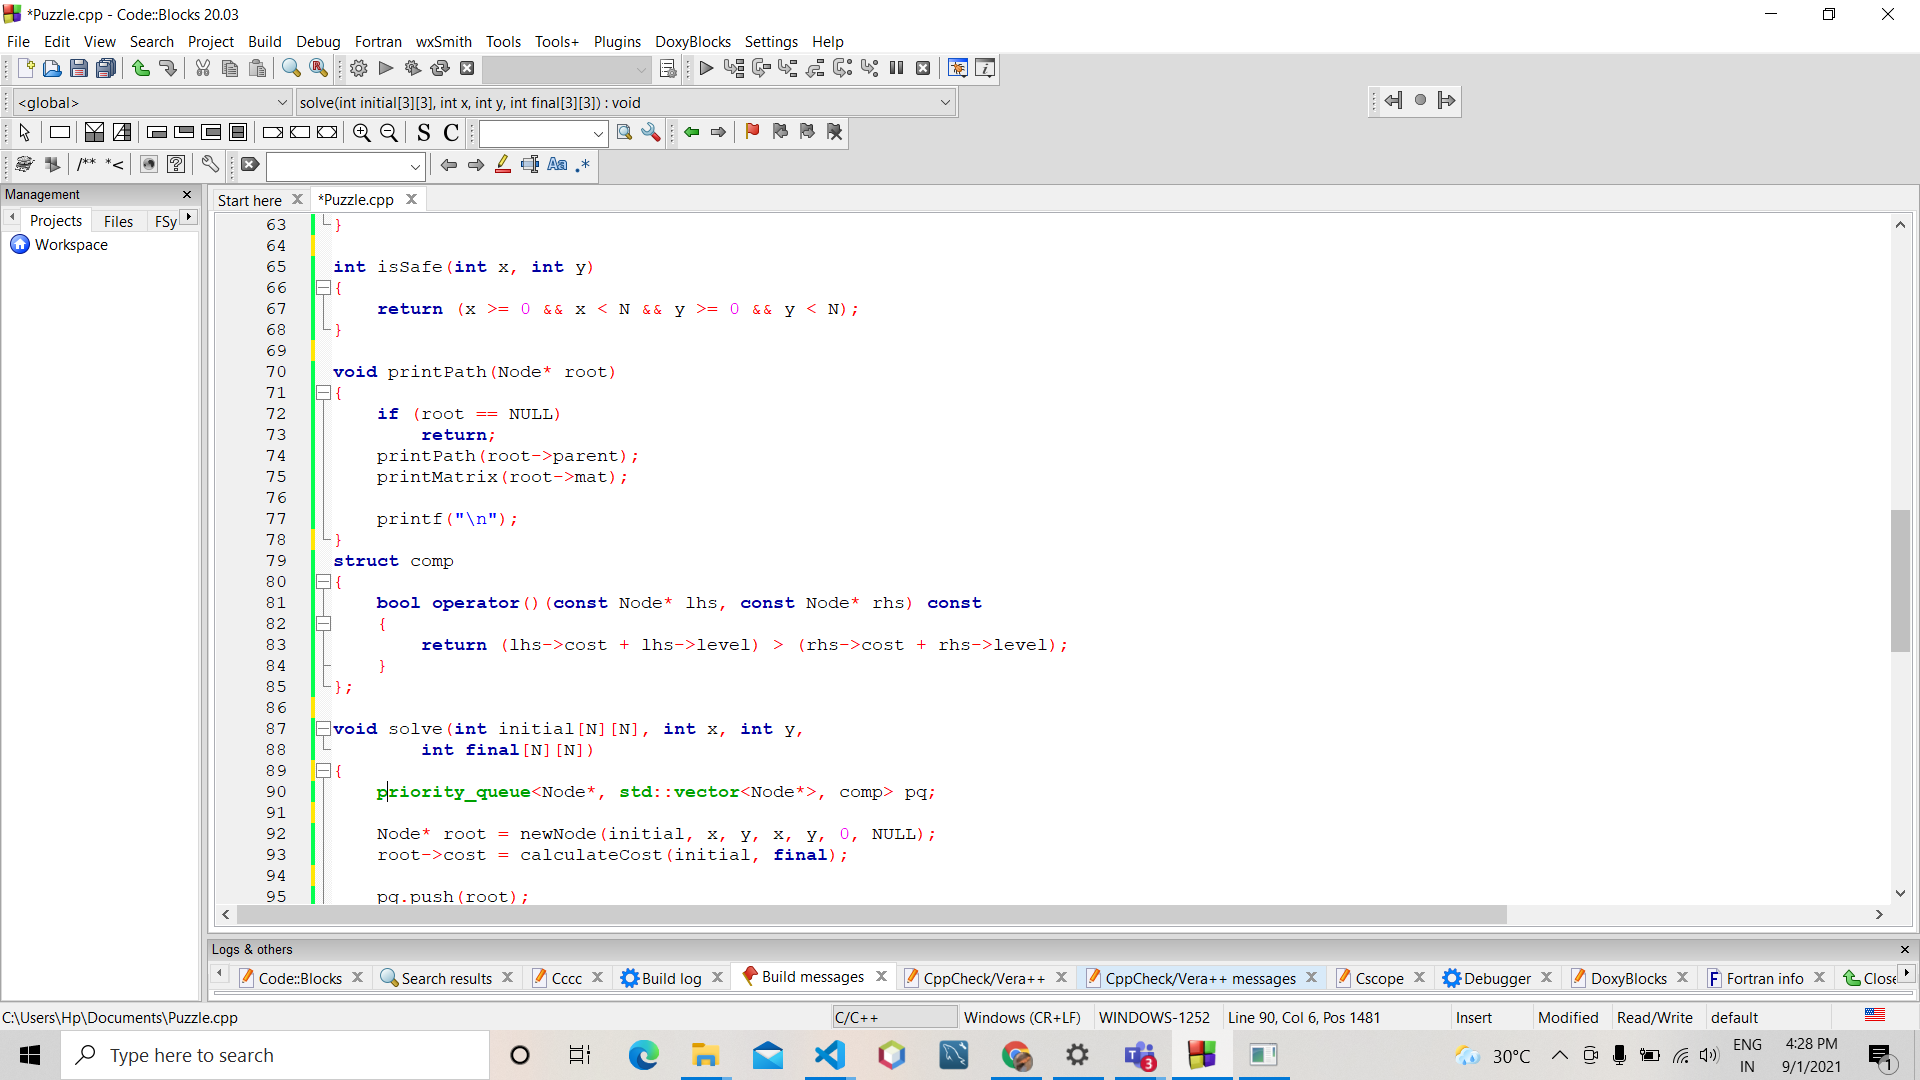 *Puzzle.cpp - Code::Blocks 20.03
File Edit View Search Project Build Debug Fortran wxSmith Tools Tools+ Plugins DoxyBlocks Settings Help
<global> solve(int initial[3][3], int x, int y, int final[3][3]) : void
S C
/** *< Aa .*
Management
Projects Files FSy
Workspace
Start here *Puzzle.cpp
63 }
64
65 int isSafe(int x, int y)
66 {
67 return (x >= 0 && x < N && y >= 0 && y < N);
68 }
69
70 void printPath(Node* root)
71 {
72 if (root == NULL)
73 return;
74 printPath(root->parent);
75 printMatrix(root->mat);
76
77 printf("\n");
78 }
79 struct comp
80 {
81 bool operator()(const Node* lhs, const Node* rhs) const
82 {
83 return (lhs->cost + lhs->level) > (rhs->cost + rhs->level);
84 }
85 };
86
87 void solve(int initial[N][N], int x, int y,
88 int final[N][N])
89 {
90 priority_queue<Node*, std::vector<Node*>, comp> pq;
91
92 Node* root = newNode(initial, x, y, x, y, 0, NULL);
93 root->cost = calculateCost(initial, final);
94
95 pq.push(root);
Logs & others
Code::Blocks Search results Cccc Build log Build messages CppCheck/Vera++ CppCheck/Vera++ messages Cscope Debugger DoxyBlocks Fortran info Close
C:\Users\Hp\Documents\Puzzle.cpp C/C++ Windows (CR+LF) WINDOWS-1252 Line 90, Col 6, Pos 1481 Insert Modified Read/Write default
Type here to search 3 30°C ENG IN 4:28 PM 9/1/2021 1